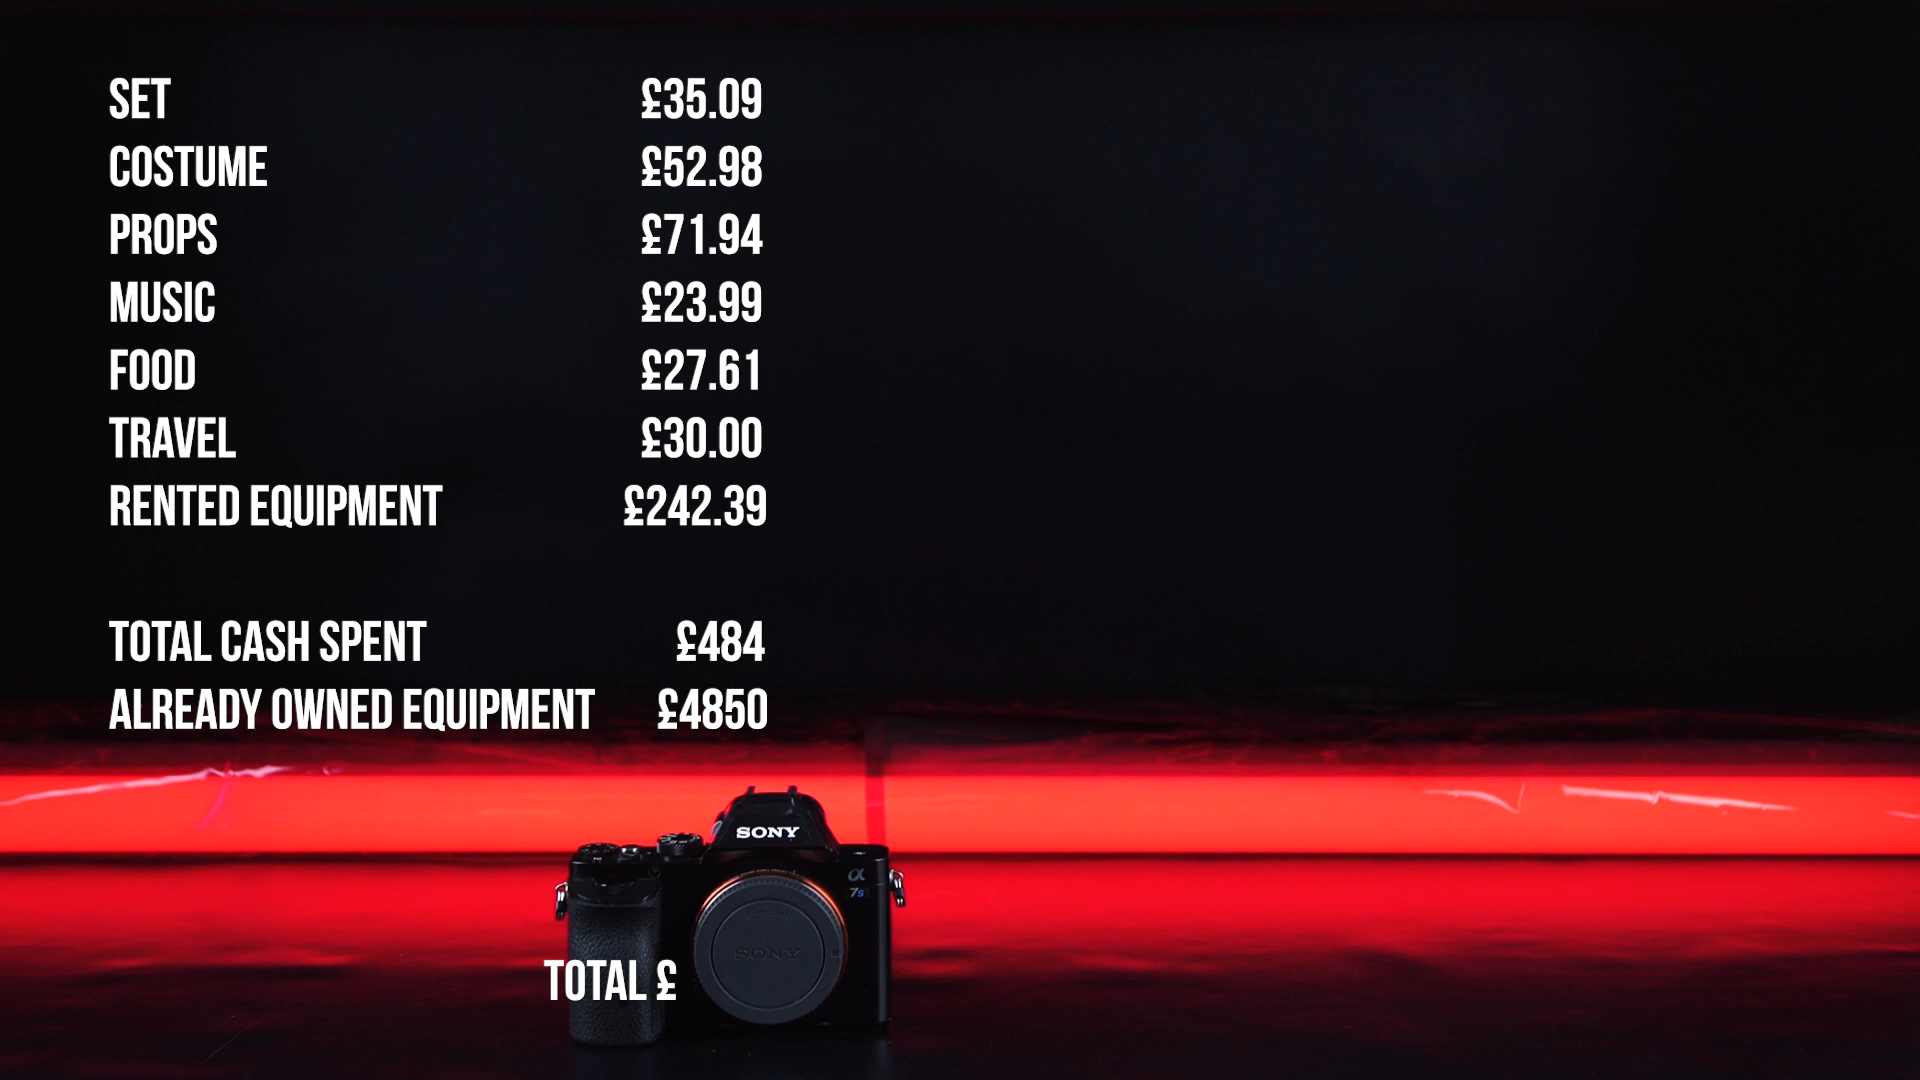 SET £35.09
COSTUME £52.98
PROPS £71.94
MUSIC £23.99
FOOD £27.61
TRAVEL £30.00
RENTED EQUIPMENT £242.39
TOTAL CASH SPENT £484
ALREADY OWNED EQUIPMENT £4850
SONY
α
7s
SONY
TOTAL £